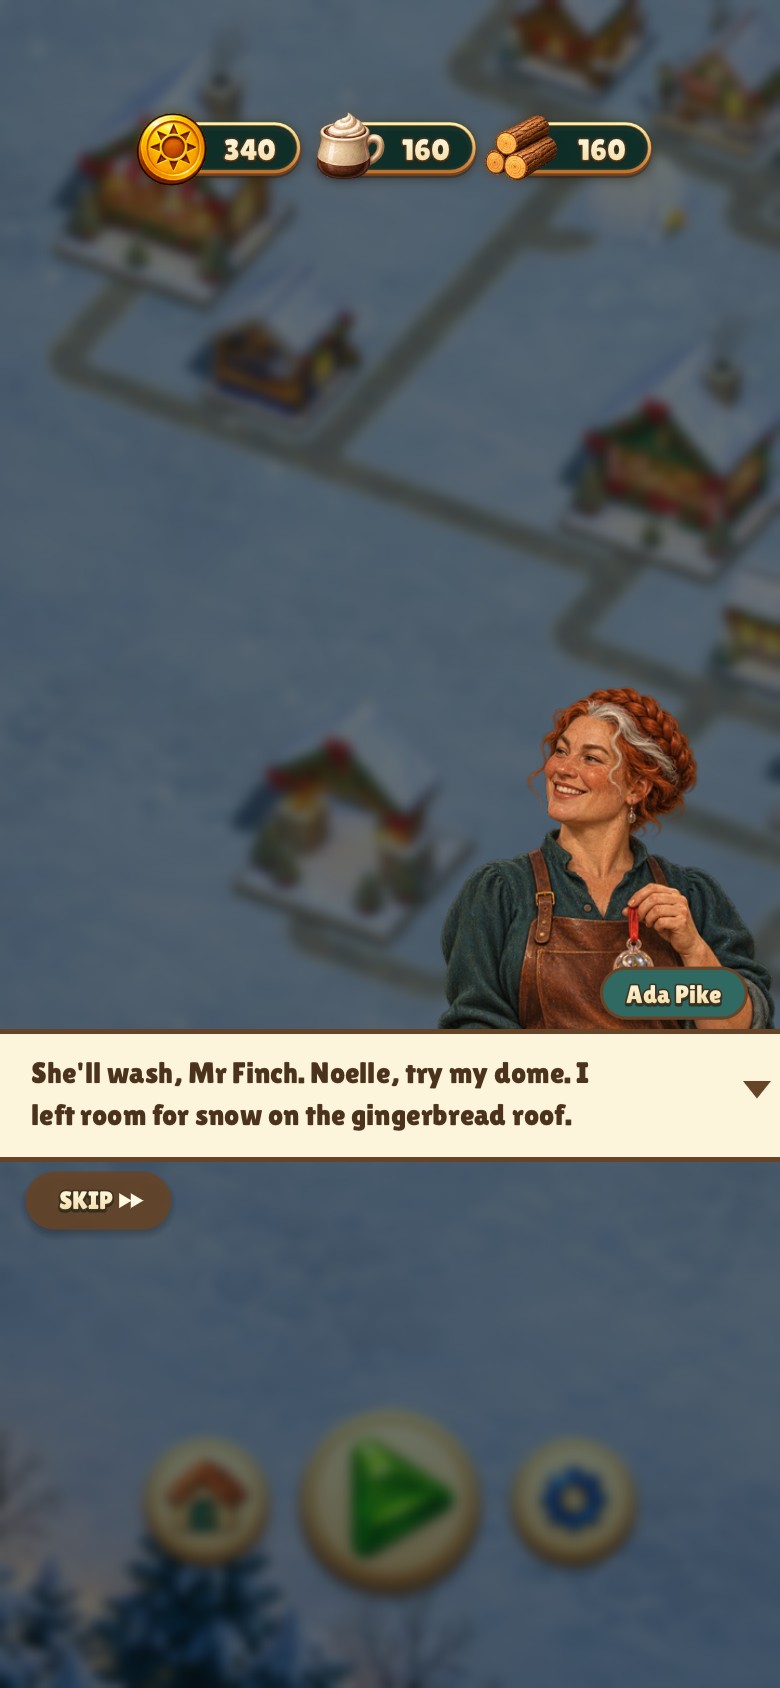 340 160 160
Ada Pike
She'll wash, Mr Finch. Noelle, try my dome. I
left room for snow on the gingerbread roof.
SKIP